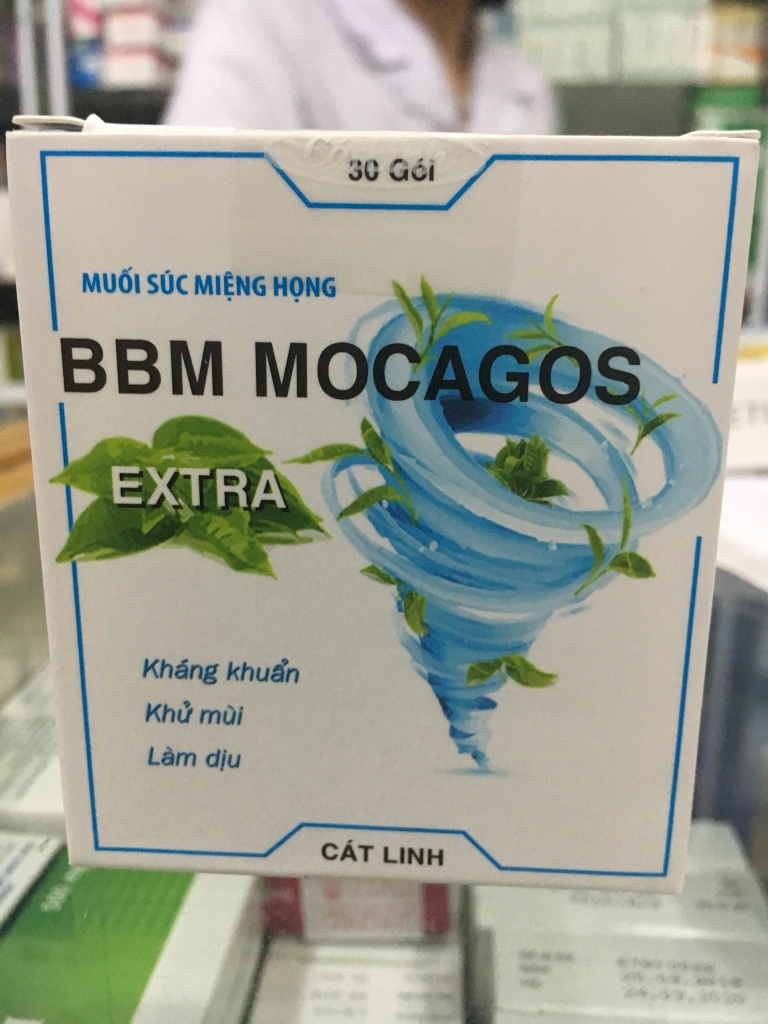 30 Gói
MUỐI SÚC MIỆNG HỌNG
BBM MOCAGOS
EXTRA
Kháng khuẩn
Khử mùi
Làm dịu
CÁT LINH